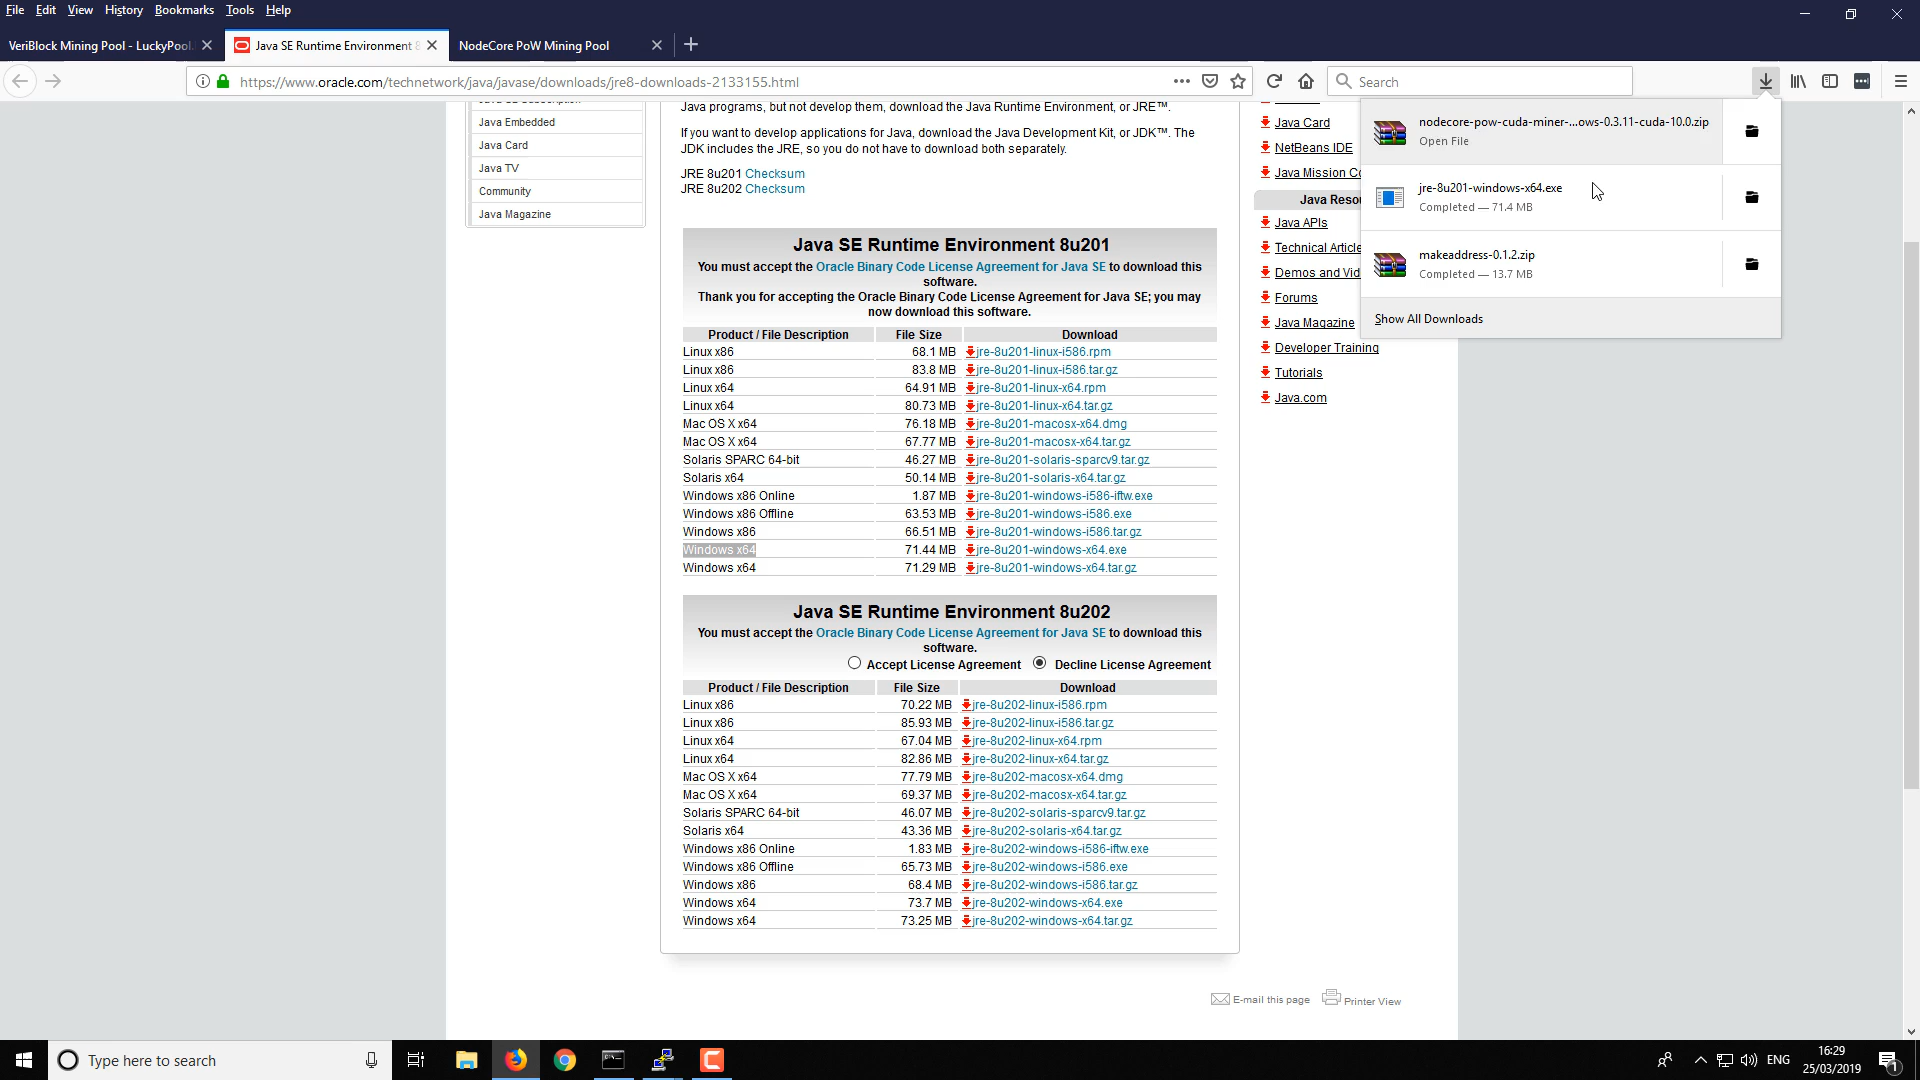 File Edit View History Bookmarks Tools Help
VeriBlock Mining Pool - LuckyPool.
Java SE Runtime Environment 8
NodeCore PoW Mining Pool
https://www.oracle.com/technetwork/java/javase/downloads/jre8-downloads-2133155.html
Search
Java Embedded
Java Card
Java TV
Community
Java Magazine
Java programs, but not develop them, download the Java Runtime Environment, or JRE™.
If you want to develop applications for Java, download the Java Development Kit, or JDK™. The
JDK includes the JRE, so you do not have to download both separately.
JRE 8u201 Checksum
JRE 8u202 Checksum
Java SE Runtime Environment 8u201
You must accept the Oracle Binary Code License Agreement for Java SE to download this
software.
Thank you for accepting the Oracle Binary Code License Agreement for Java SE; you may
now download this software.
Product / File Description File Size Download
Linux x86 68.1 MB jre-8u201-linux-i586.rpm
Linux x86 83.8 MB jre-8u201-linux-i586.tar.gz
Linux x64 64.91 MB jre-8u201-linux-x64.rpm
Linux x64 80.73 MB jre-8u201-linux-x64.tar.gz
Mac OS X x64 76.18 MB jre-8u201-macosx-x64.dmg
Mac OS X x64 67.77 MB jre-8u201-macosx-x64.tar.gz
Solaris SPARC 64-bit 46.27 MB jre-8u201-solaris-sparcv9.tar.gz
Solaris x64 50.14 MB jre-8u201-solaris-x64.tar.gz
Windows x86 Online 1.87 MB jre-8u201-windows-i586-iftw.exe
Windows x86 Offline 63.53 MB jre-8u201-windows-i586.exe
Windows x86 66.51 MB jre-8u201-windows-i586.tar.gz
Windows x64 71.44 MB jre-8u201-windows-x64.exe
Windows x64 71.29 MB jre-8u201-windows-x64.tar.gz
Java SE Runtime Environment 8u202
You must accept the Oracle Binary Code License Agreement for Java SE to download this
software.
Accept License Agreement Decline License Agreement
Product / File Description File Size Download
Linux x86 70.22 MB jre-8u202-linux-i586.rpm
Linux x86 85.93 MB jre-8u202-linux-i586.tar.gz
Linux x64 67.04 MB jre-8u202-linux-x64.rpm
Linux x64 82.86 MB jre-8u202-linux-x64.tar.gz
Mac OS X x64 77.79 MB jre-8u202-macosx-x64.dmg
Mac OS X x64 69.37 MB jre-8u202-macosx-x64.tar.gz
Solaris SPARC 64-bit 46.07 MB jre-8u202-solaris-sparcv9.tar.gz
Solaris x64 43.36 MB jre-8u202-solaris-x64.tar.gz
Windows x86 Online 1.83 MB jre-8u202-windows-i586-iftw.exe
Windows x86 Offline 65.73 MB jre-8u202-windows-i586.exe
Windows x86 68.4 MB jre-8u202-windows-i586.tar.gz
Windows x64 73.7 MB jre-8u202-windows-x64.exe
Windows x64 73.25 MB jre-8u202-windows-x64.tar.gz
E-mail this page Printer View
Java Card
NetBeans IDE
Java Mission Co
Java Resou
Java APIs
Technical Article
Demos and Vid
Forums
Java Magazine
Developer Training
Tutorials
Java.com
nodecore-pow-cuda-miner-...ows-0.3.11-cuda-10.0.zip
Open File
jre-8u201-windows-x64.exe
Completed — 71.4 MB
makeaddress-0.1.2.zip
Completed — 13.7 MB
Show All Downloads
Type here to search
ENG
16:29
25/03/2019
1